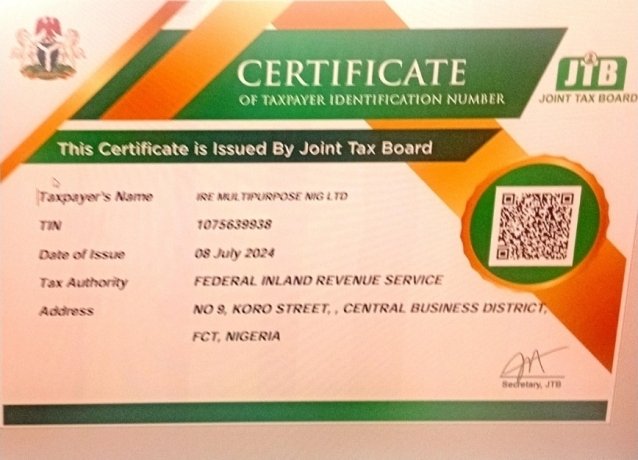 CERTIFICATE
OF TAXPAYER IDENTIFICATION NUMBER
JTB
JOINT TAX BOARD
This Certificate is Issued By Joint Tax Board
Taxpayer's Name IRE MULTIPURPOSE NIG LTD
TIN 1075639938
Date of Issue 08 July 2024
Tax Authority FEDERAL INLAND REVENUE SERVICE
Address NO 9, KORO STREET, , CENTRAL BUSINESS DISTRICT,
FCT, NIGERIA
Secretary, JTB